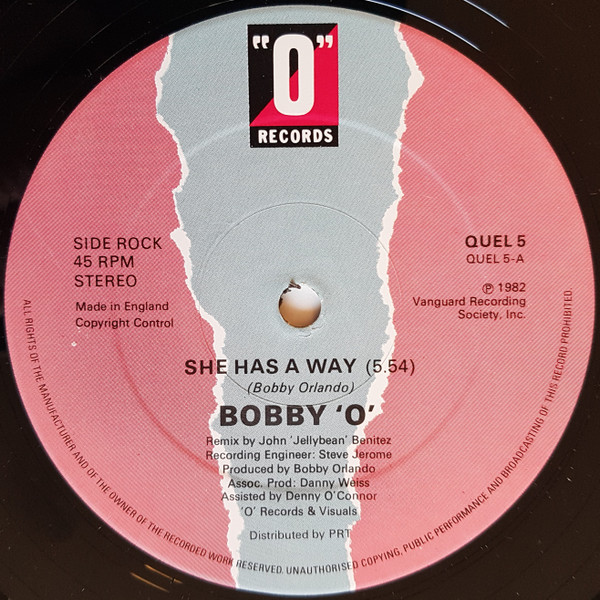 "O"
RECORDS
SIDE ROCK
45 RPM
STEREO
Made in England
Copyright Control
QUEL 5
QUEL 5-A
Ⓟ 1982
Vanguard Recording
Society, Inc.
SHE HAS A WAY (5.54)
(Bobby Orlando)
BOBBY 'O'
Remix by John 'Jellybean' Benitez
Recording Engineer: Steve Jerome
Produced by Bobby Orlando
Assoc. Prod: Danny Weiss
Assisted by Denny O'Connor
'O' Records & Visuals
Distributed by PRT
ALL RIGHTS OF THE MANUFACTURER AND OF THE OWNER OF THE RECORDED WORK RESERVED. UNAUTHORISED COPYING, PUBLIC PERFORMANCE AND BROADCASTING OF THIS RECORD PROHIBITED.